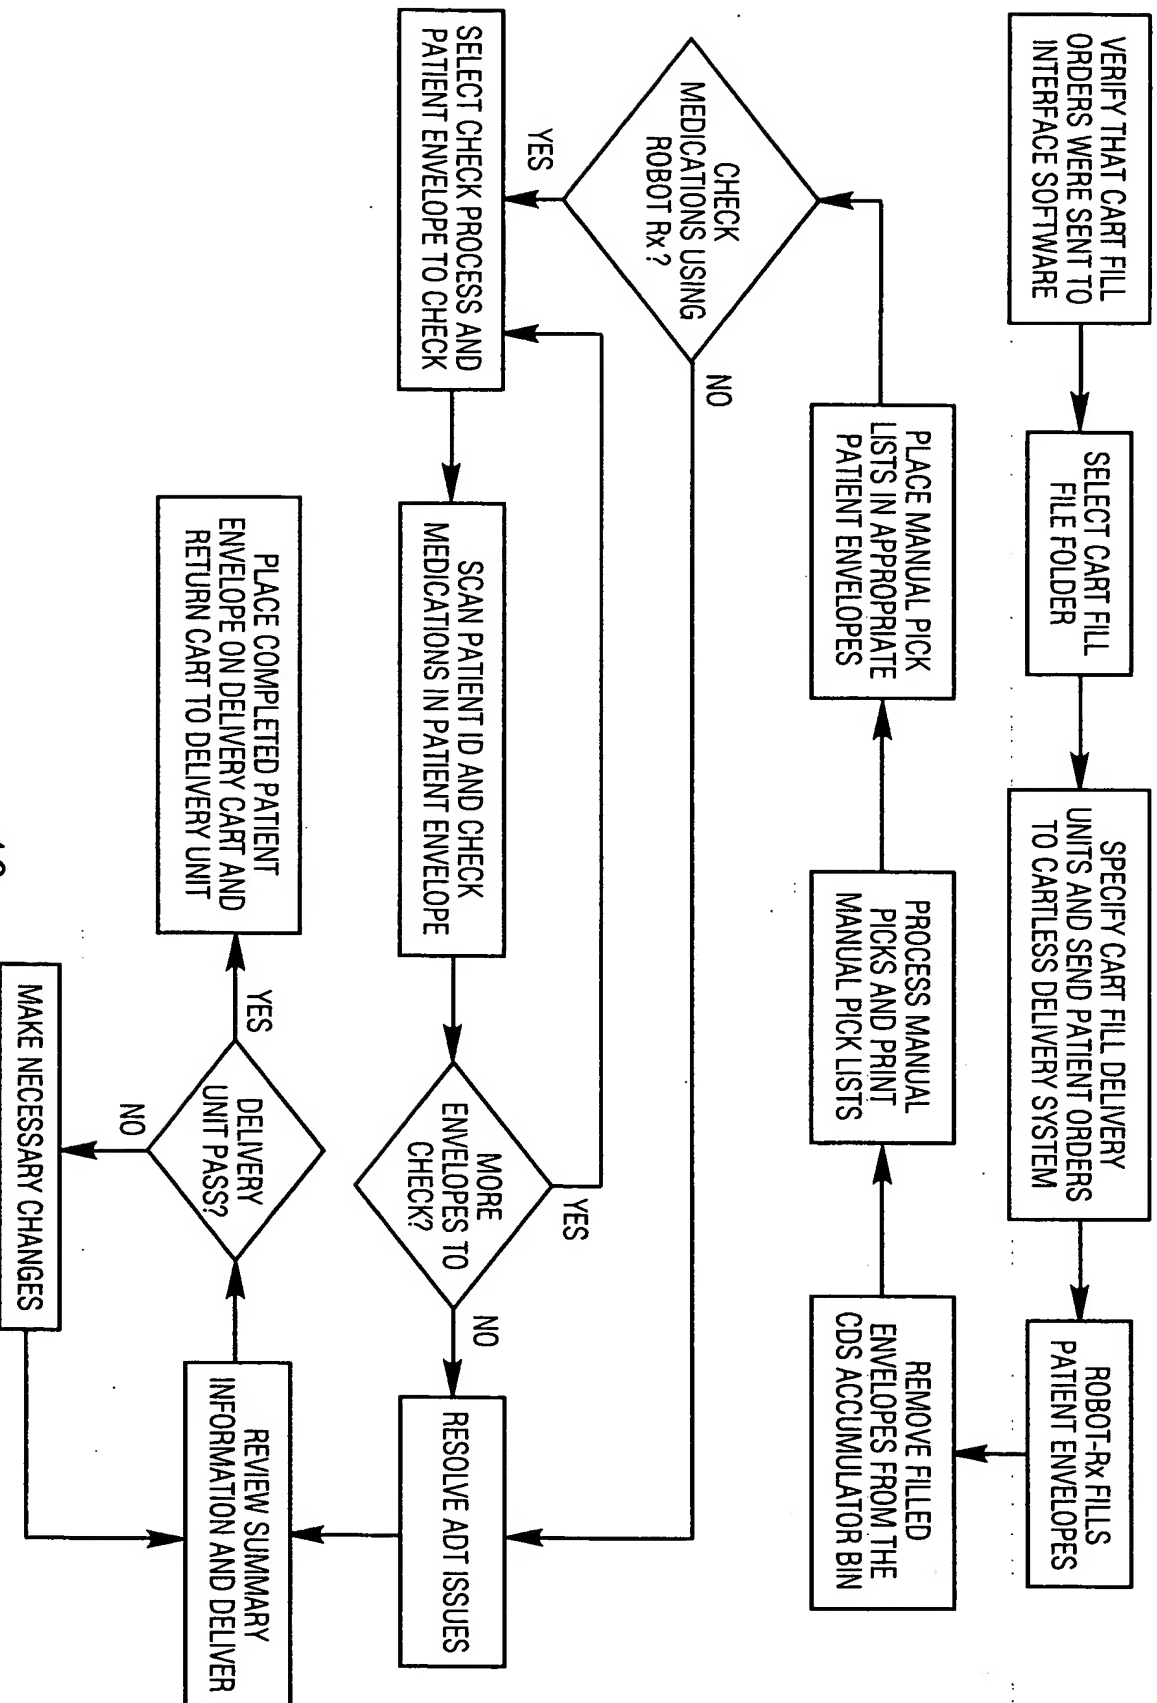 VERIFY THAT CART FILL
ORDERS WERE SENT TO
INTERFACE SOFTWARE
SELECT CART FILL
FILE FOLDER
SPECIFY CART FILL DELIVERY
UNITS AND SEND PATIENT ORDERS
TO CARTLESS DELIVERY SYSTEM
ROBOT-Rx FILLS
PATIENT ENVELOPES
REMOVE FILLED
ENVELOPES FROM THE
CDS ACCUMULATOR BIN
PROCESS MANUAL
PICKS AND PRINT
MANUAL PICK LISTS
PLACE MANUAL PICK
LISTS IN APPROPRIATE
PATIENT ENVELOPES
CHECK
MEDICATIONS USING
ROBOT Rx?
NO
YES
SELECT CHECK PROCESS AND
PATIENT ENVELOPE TO CHECK
SCAN PATIENT ID AND CHECK
MEDICATIONS IN PATIENT ENVELOPE
MORE
ENVELOPES TO
CHECK?
YES
NO
RESOLVE ADT ISSUES
REVIEW SUMMARY
INFORMATION AND DELIVER
DELIVERY
UNIT PASS?
YES
NO
PLACE COMPLETED PATIENT
ENVELOPE ON DELIVERY CART AND
RETURN CART TO DELIVERY UNIT
MAKE NECESSARY CHANGES